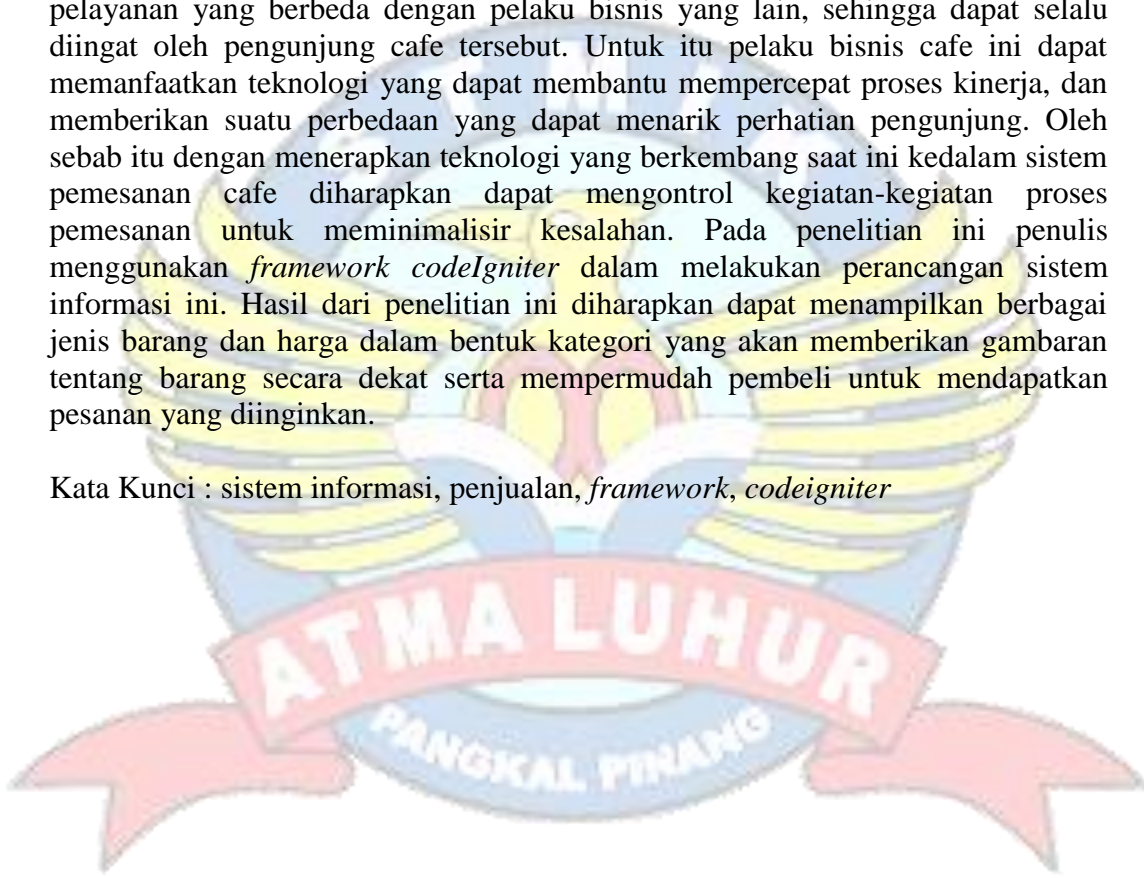 pelayanan yang berbeda dengan pelaku bisnis yang lain, sehingga dapat selalu
diingat oleh pengunjung cafe tersebut. Untuk itu pelaku bisnis cafe ini dapat
memanfaatkan teknologi yang dapat membantu mempercepat proses kinerja, dan
memberikan suatu perbedaan yang dapat menarik perhatian pengunjung. Oleh
sebab itu dengan menerapkan teknologi yang berkembang saat ini kedalam sistem
pemesanan cafe diharapkan dapat mengontrol kegiatan-kegiatan proses
pemesanan untuk meminimalisir kesalahan. Pada penelitian ini penulis
menggunakan framework codeIgniter dalam melakukan perancangan sistem
informasi ini. Hasil dari penelitian ini diharapkan dapat menampilkan berbagai
jenis barang dan harga dalam bentuk kategori yang akan memberikan gambaran
tentang barang secara dekat serta mempermudah pembeli untuk mendapatkan
pesanan yang diinginkan.
Kata Kunci : sistem informasi, penjualan, framework, codeigniter
ATMA LUHUR
PANGKAL PINANG